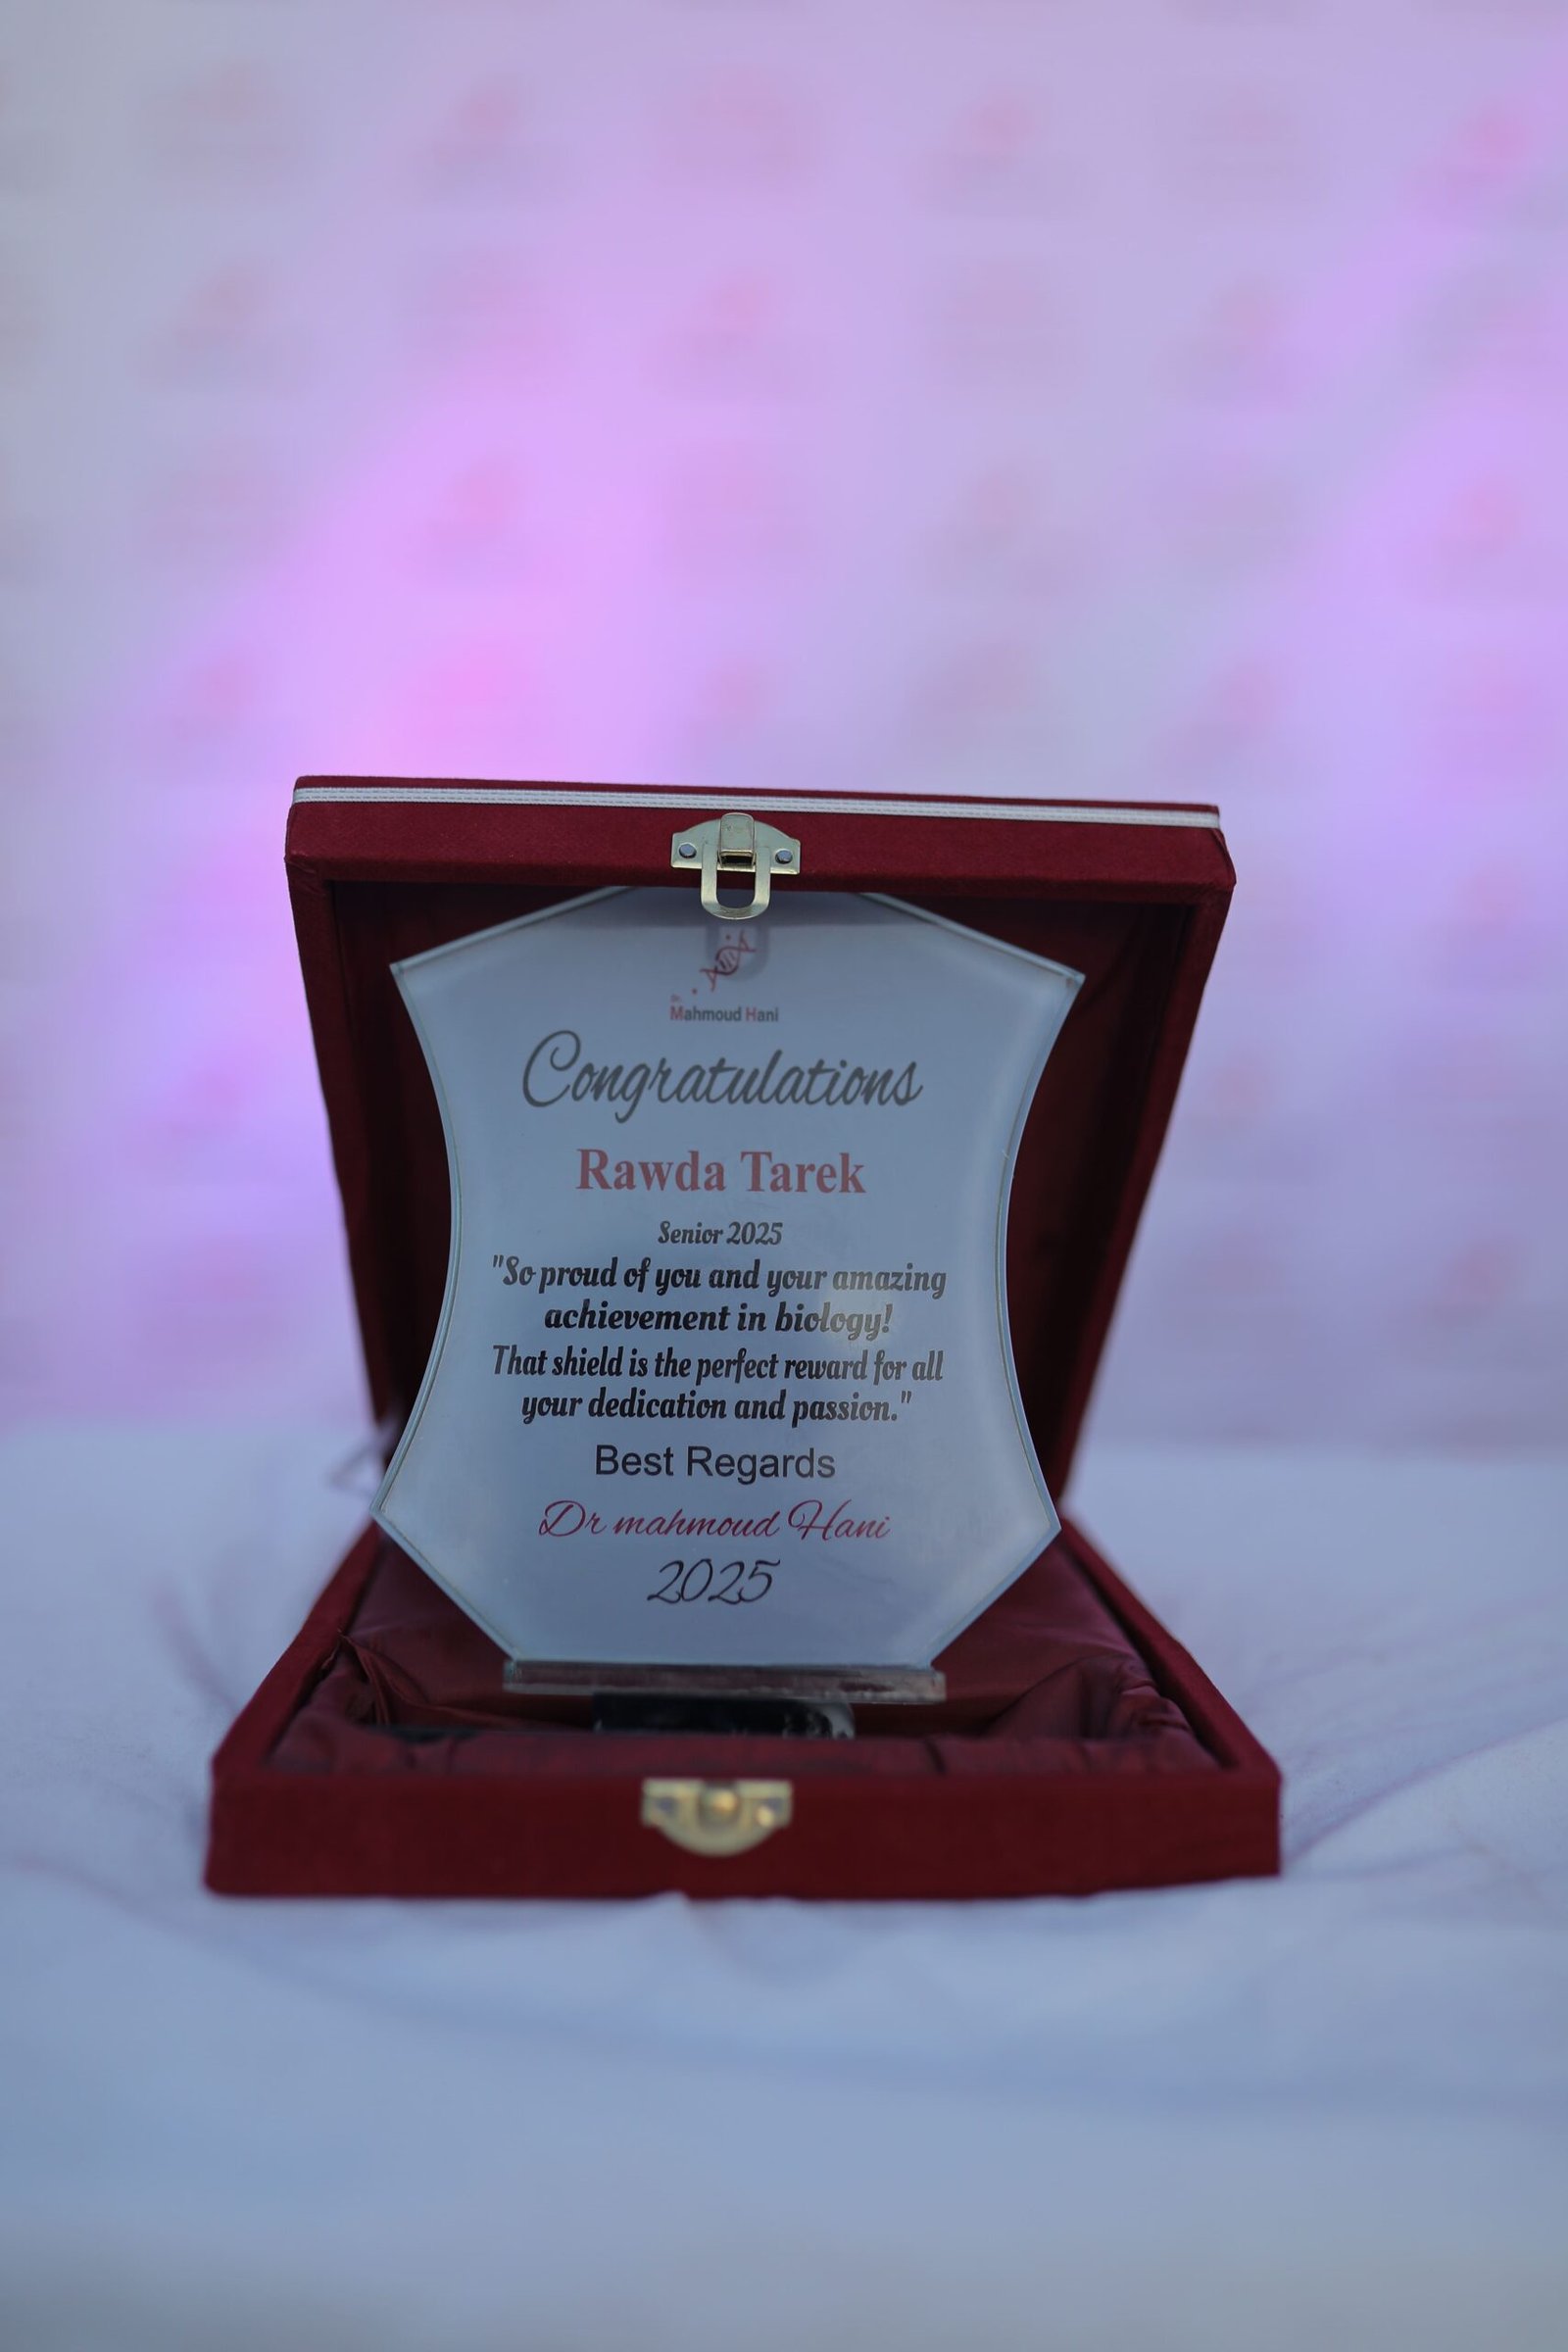 Dr.
Mahmoud Hani
Congratulations
Rawda Tarek
Senior 2025
"So proud of you and your amazing
achievement in biology!
That shield is the perfect reward for all
your dedication and passion."
Best Regards
Dr mahmoud Hani
2025